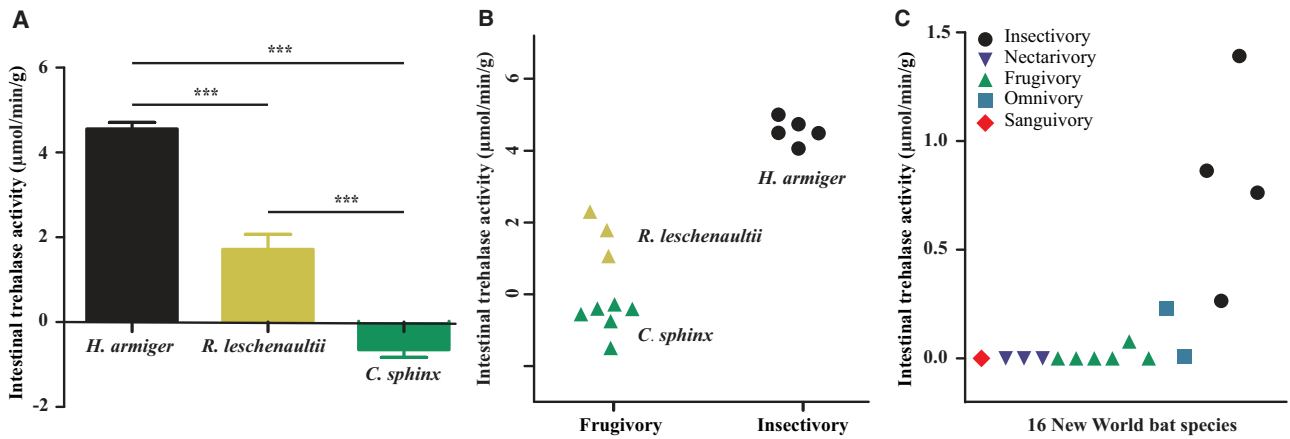 A
Intestinal trehalase activity (μmol/min/g)
6
4
2
0
-2
***
***
***
H. armiger
R. leschenaultii
C. sphinx
B
Intestinal trehalase activity (μmol/min/g)
6
4
2
0
H. armiger
R. leschenaultii
C. sphinx
Frugivory
Insectivory
C
Intestinal trehalase activity (μmol/min/g)
1.5
1.0
0.5
0.0
Insectivory
Nectarivory
Frugivory
Omnivory
Sanguivory
16 New World bat species